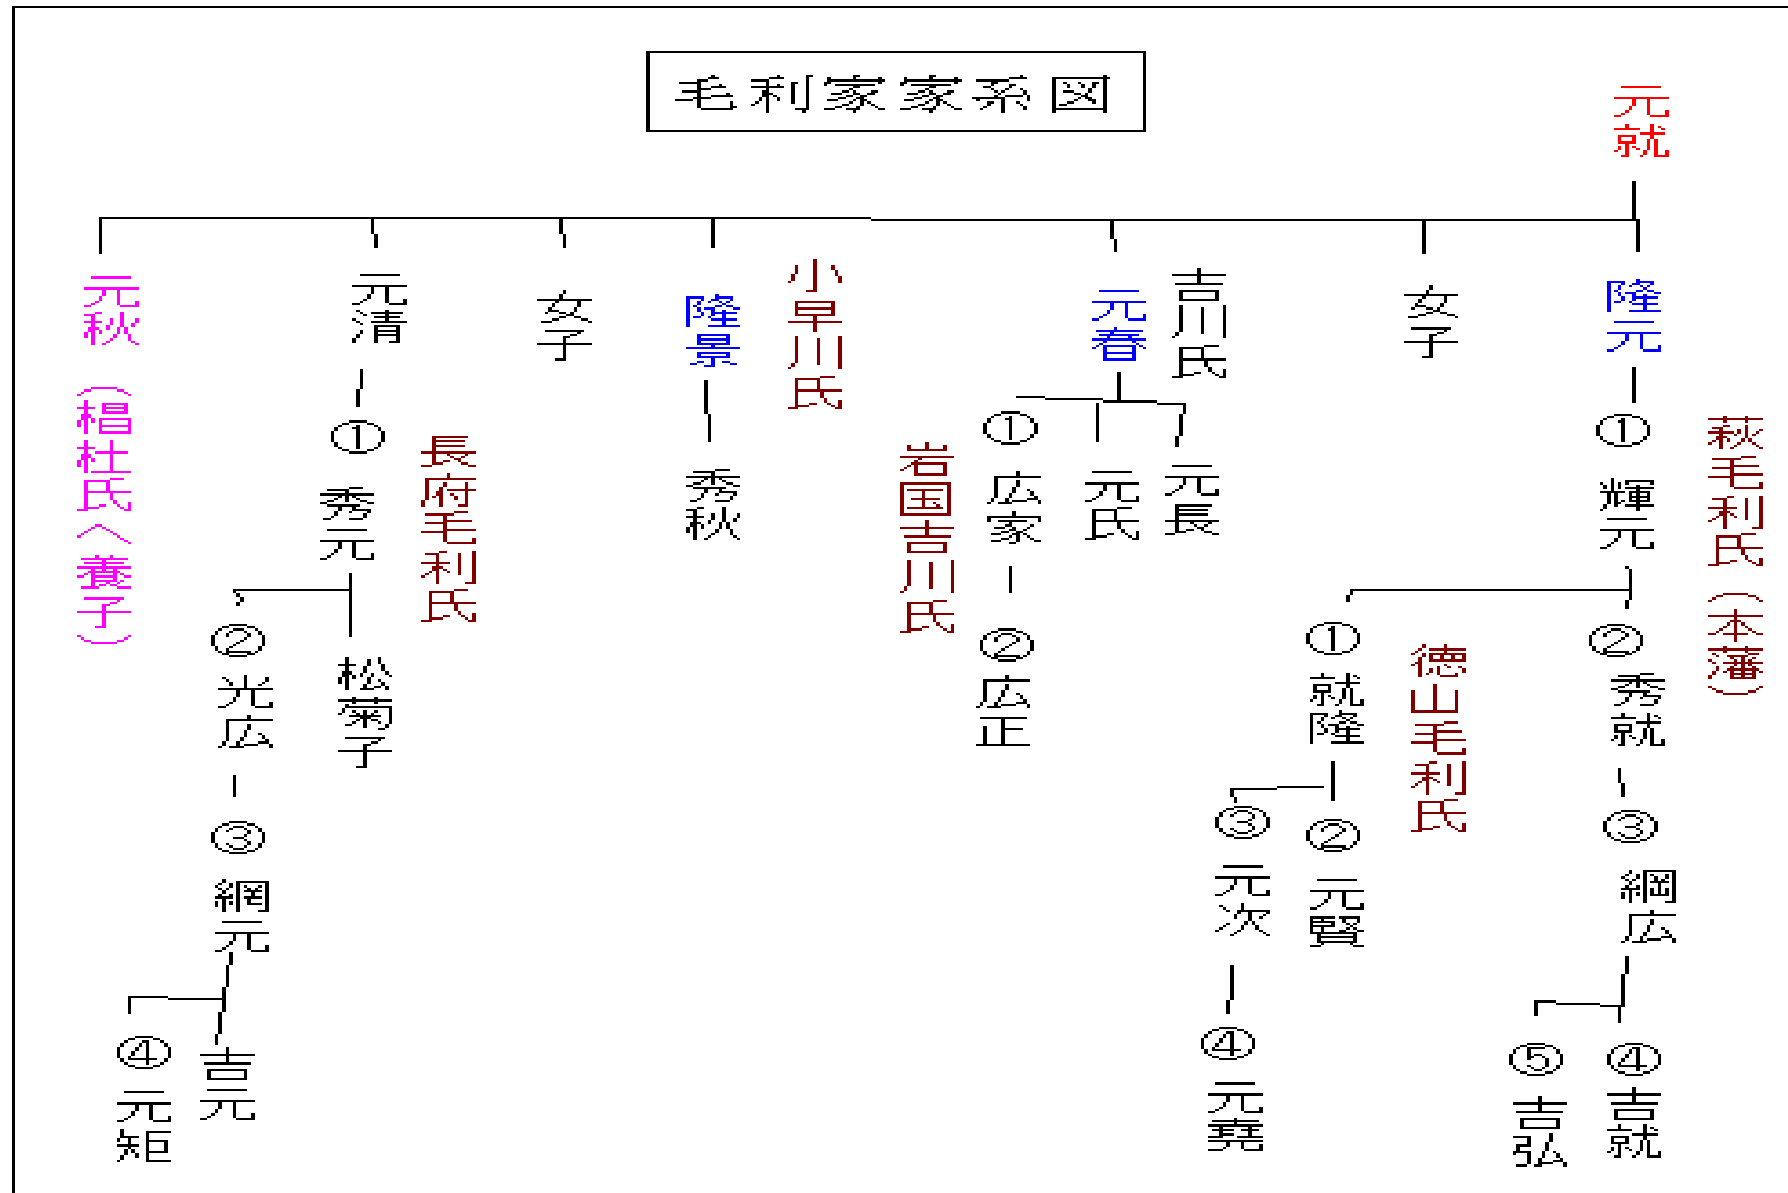 毛利家家系図
元就
隆元
女子
吉川氏
元春
小早川氏
隆景
女子
元清
元秋(椙杜氏へ養子)
萩毛利氏(本藩)
① 輝元
② 秀就
③ 綱広
④ 吉就
⑤ 吉弘
徳山毛利氏
① 就隆
② 元賢
③ 元次
④ 元堯
元長
元氏
① 広家
② 広正
岩国吉川氏
秀秋
長府毛利氏
① 秀元
松菊子
② 光広
③ 網元
吉元
④ 元矩